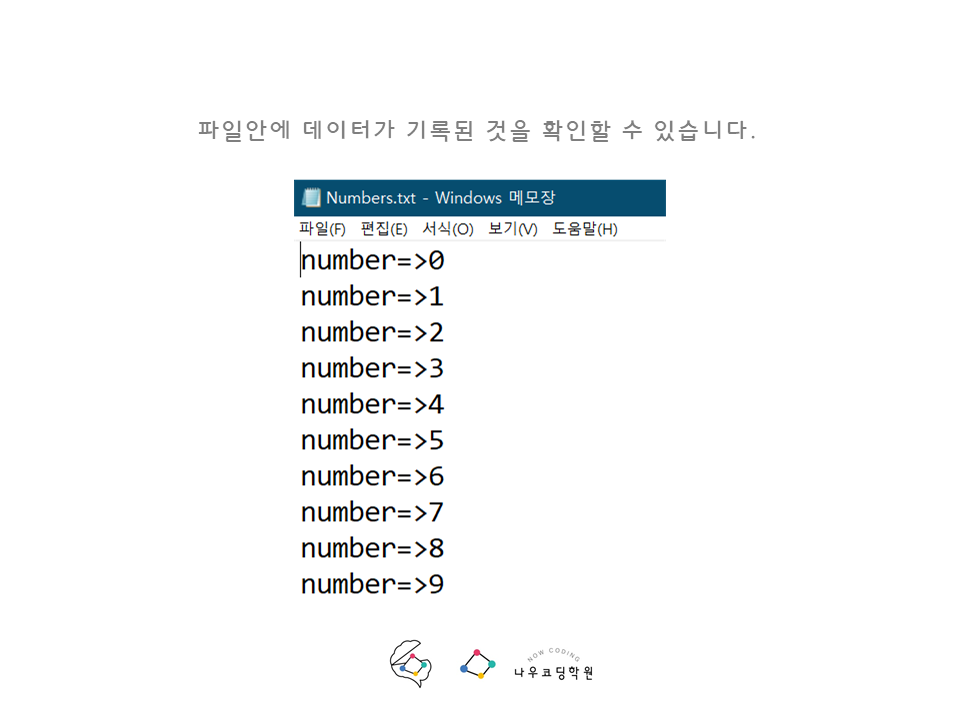 파일안에 데이터가 기록된 것을 확인할 수 있습니다.
Numbers.txt - Windows 메모장
파일(F) 편집(E) 서식(O) 보기(V) 도움말(H)
number=>0
number=>1
number=>2
number=>3
number=>4
number=>5
number=>6
number=>7
number=>8
number=>9
NOW CODING
나우코딩학원